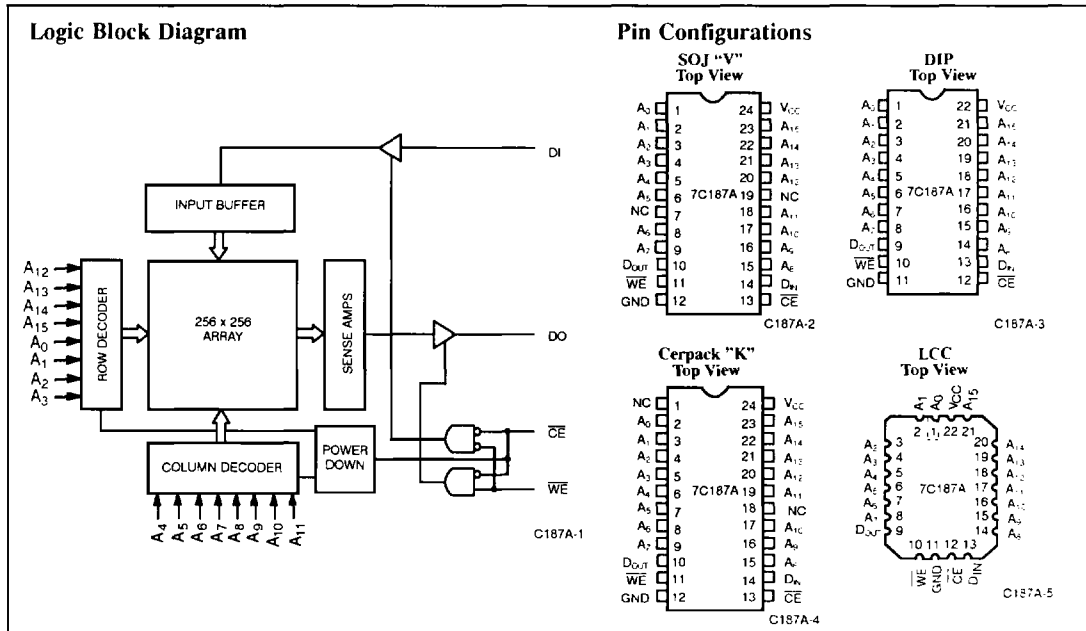 Logic Block Diagram
DI
INPUT BUFFER
A12
A13
A14
A15
A0
A1
A2
A3
ROW DECODER
256 x 256
ARRAY
SENSE AMPS
DO
COLUMN DECODER
POWER
DOWN
CE
WE
A4
A5
A6
A7
A8
A9
A10
A11
C187A-1
Pin Configurations
SOJ "V"
Top View
A0 1 24 VCC
A1 2 23 A15
A2 3 22 A14
A3 4 21 A13
A4 5 20 A12
A5 6 7C187A 19 NC
NC 7 18 A11
A6 8 17 A10
A7 9 16 A9
DOUT 10 15 A8
WE 11 14 DIN
GND 12 13 CE
C187A-2
DIP
Top View
A0 1 22 VCC
A1 2 21 A15
A2 3 20 A14
A3 4 19 A13
A4 5 18 A12
A5 6 7C187A 17 A11
A6 7 16 A10
A7 8 15 A9
DOUT 9 14 A8
WE 10 13 DIN
GND 11 12 CE
C187A-3
Cerpack "K"
Top View
NC 1 24 VCC
A0 2 23 A15
A1 3 22 A14
A2 4 21 A13
A3 5 20 A12
A4 6 7C187A 19 A11
A5 7 18 NC
A6 8 17 A10
A7 9 16 A9
DOUT 10 15 A8
WE 11 14 DIN
GND 12 13 CE
C187A-4
LCC
Top View
A1 A0 VCC A15
2 1 22 21
A2 3 20 A14
A3 4 19 A13
A4 5 18 A12
A5 6 7C187A 17 A11
A6 7 16 A10
A7 8 15 A9
DOUT 9 14 A8
10 11 12 13
WE GND CE DIN
C187A-5